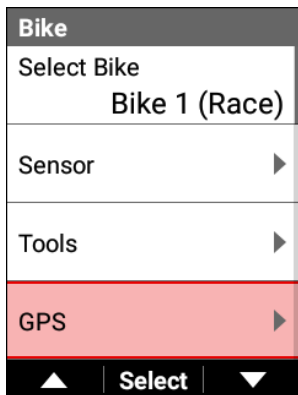 Bike
Select Bike
Bike 1 (Race)
Sensor
Tools
GPS
Select